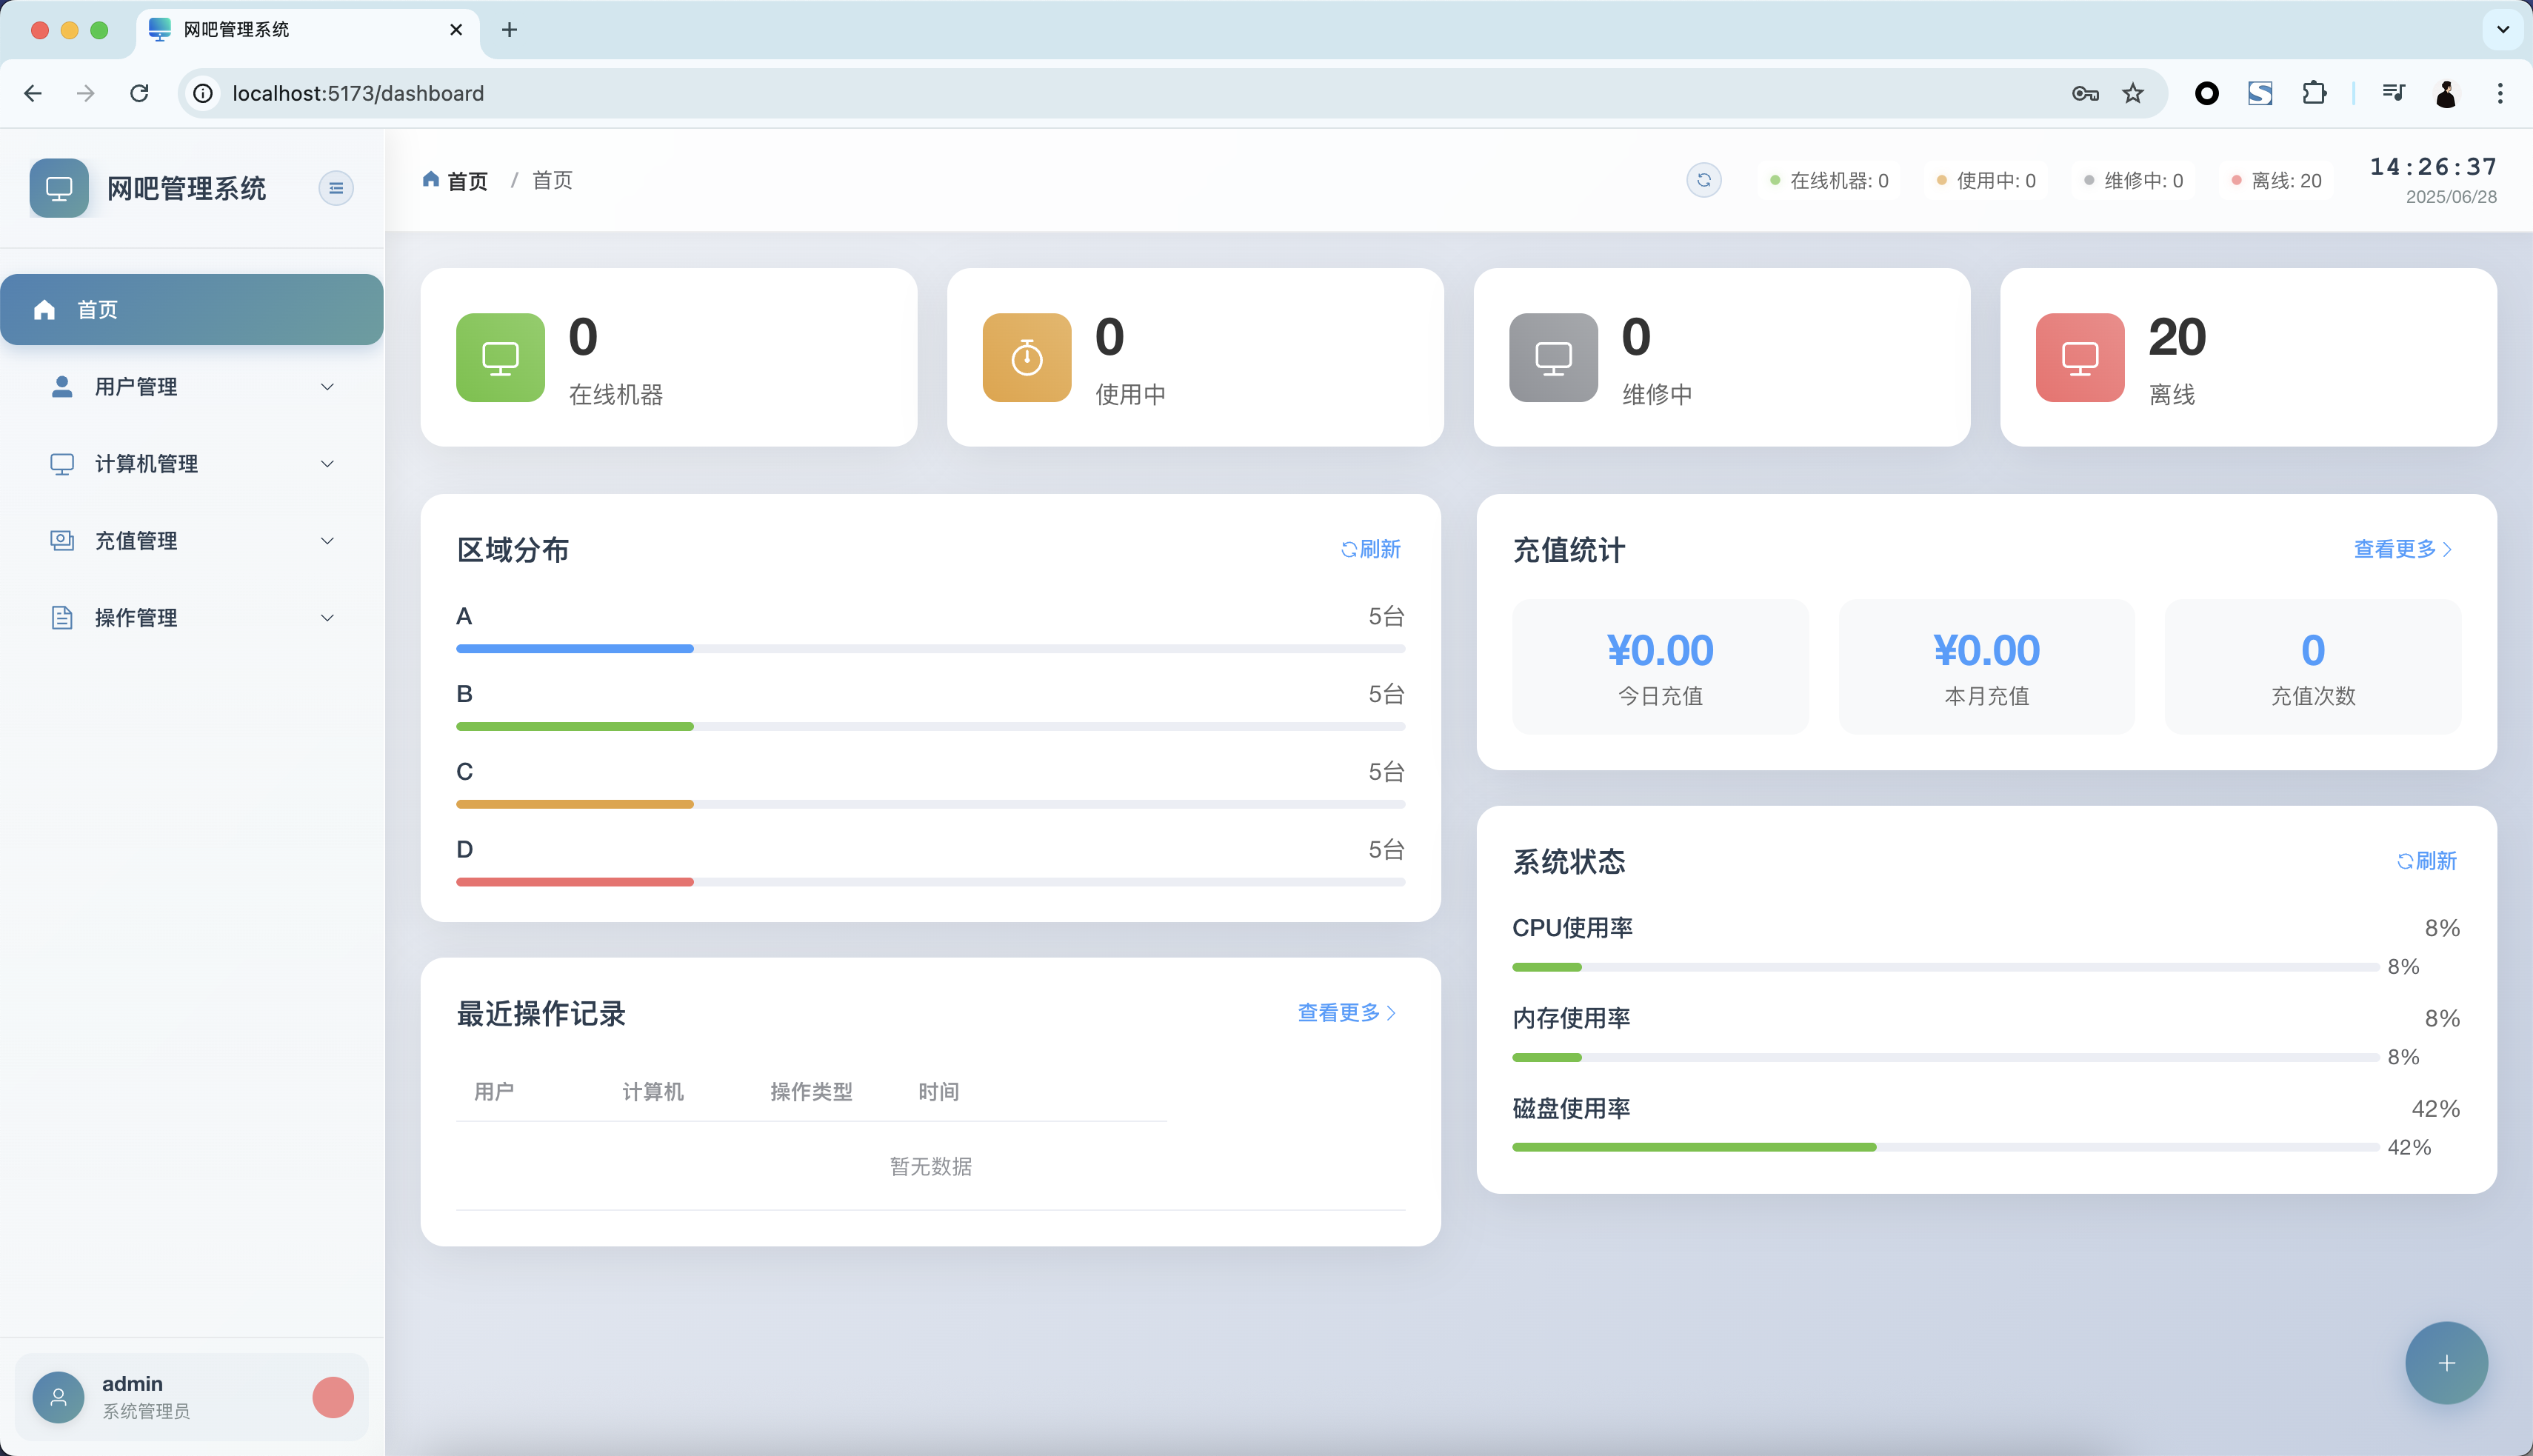 网吧管理系统
localhost:5173/dashboard
网吧管理系统
首页
用户管理
计算机管理
充值管理
操作管理
admin
系统管理员
首页 / 首页
在线机器: 0
使用中: 0
维修中: 0
离线: 20
14:26:37
2025/06/28
0
在线机器
0
使用中
0
维修中
20
离线
区域分布
刷新
A
5台
B
5台
C
5台
D
5台
最近操作记录
查看更多
用户
计算机
操作类型
时间
暂无数据
充值统计
查看更多
¥0.00
今日充值
¥0.00
本月充值
0
充值次数
系统状态
刷新
CPU使用率
8%
8%
内存使用率
8%
8%
磁盘使用率
42%
42%